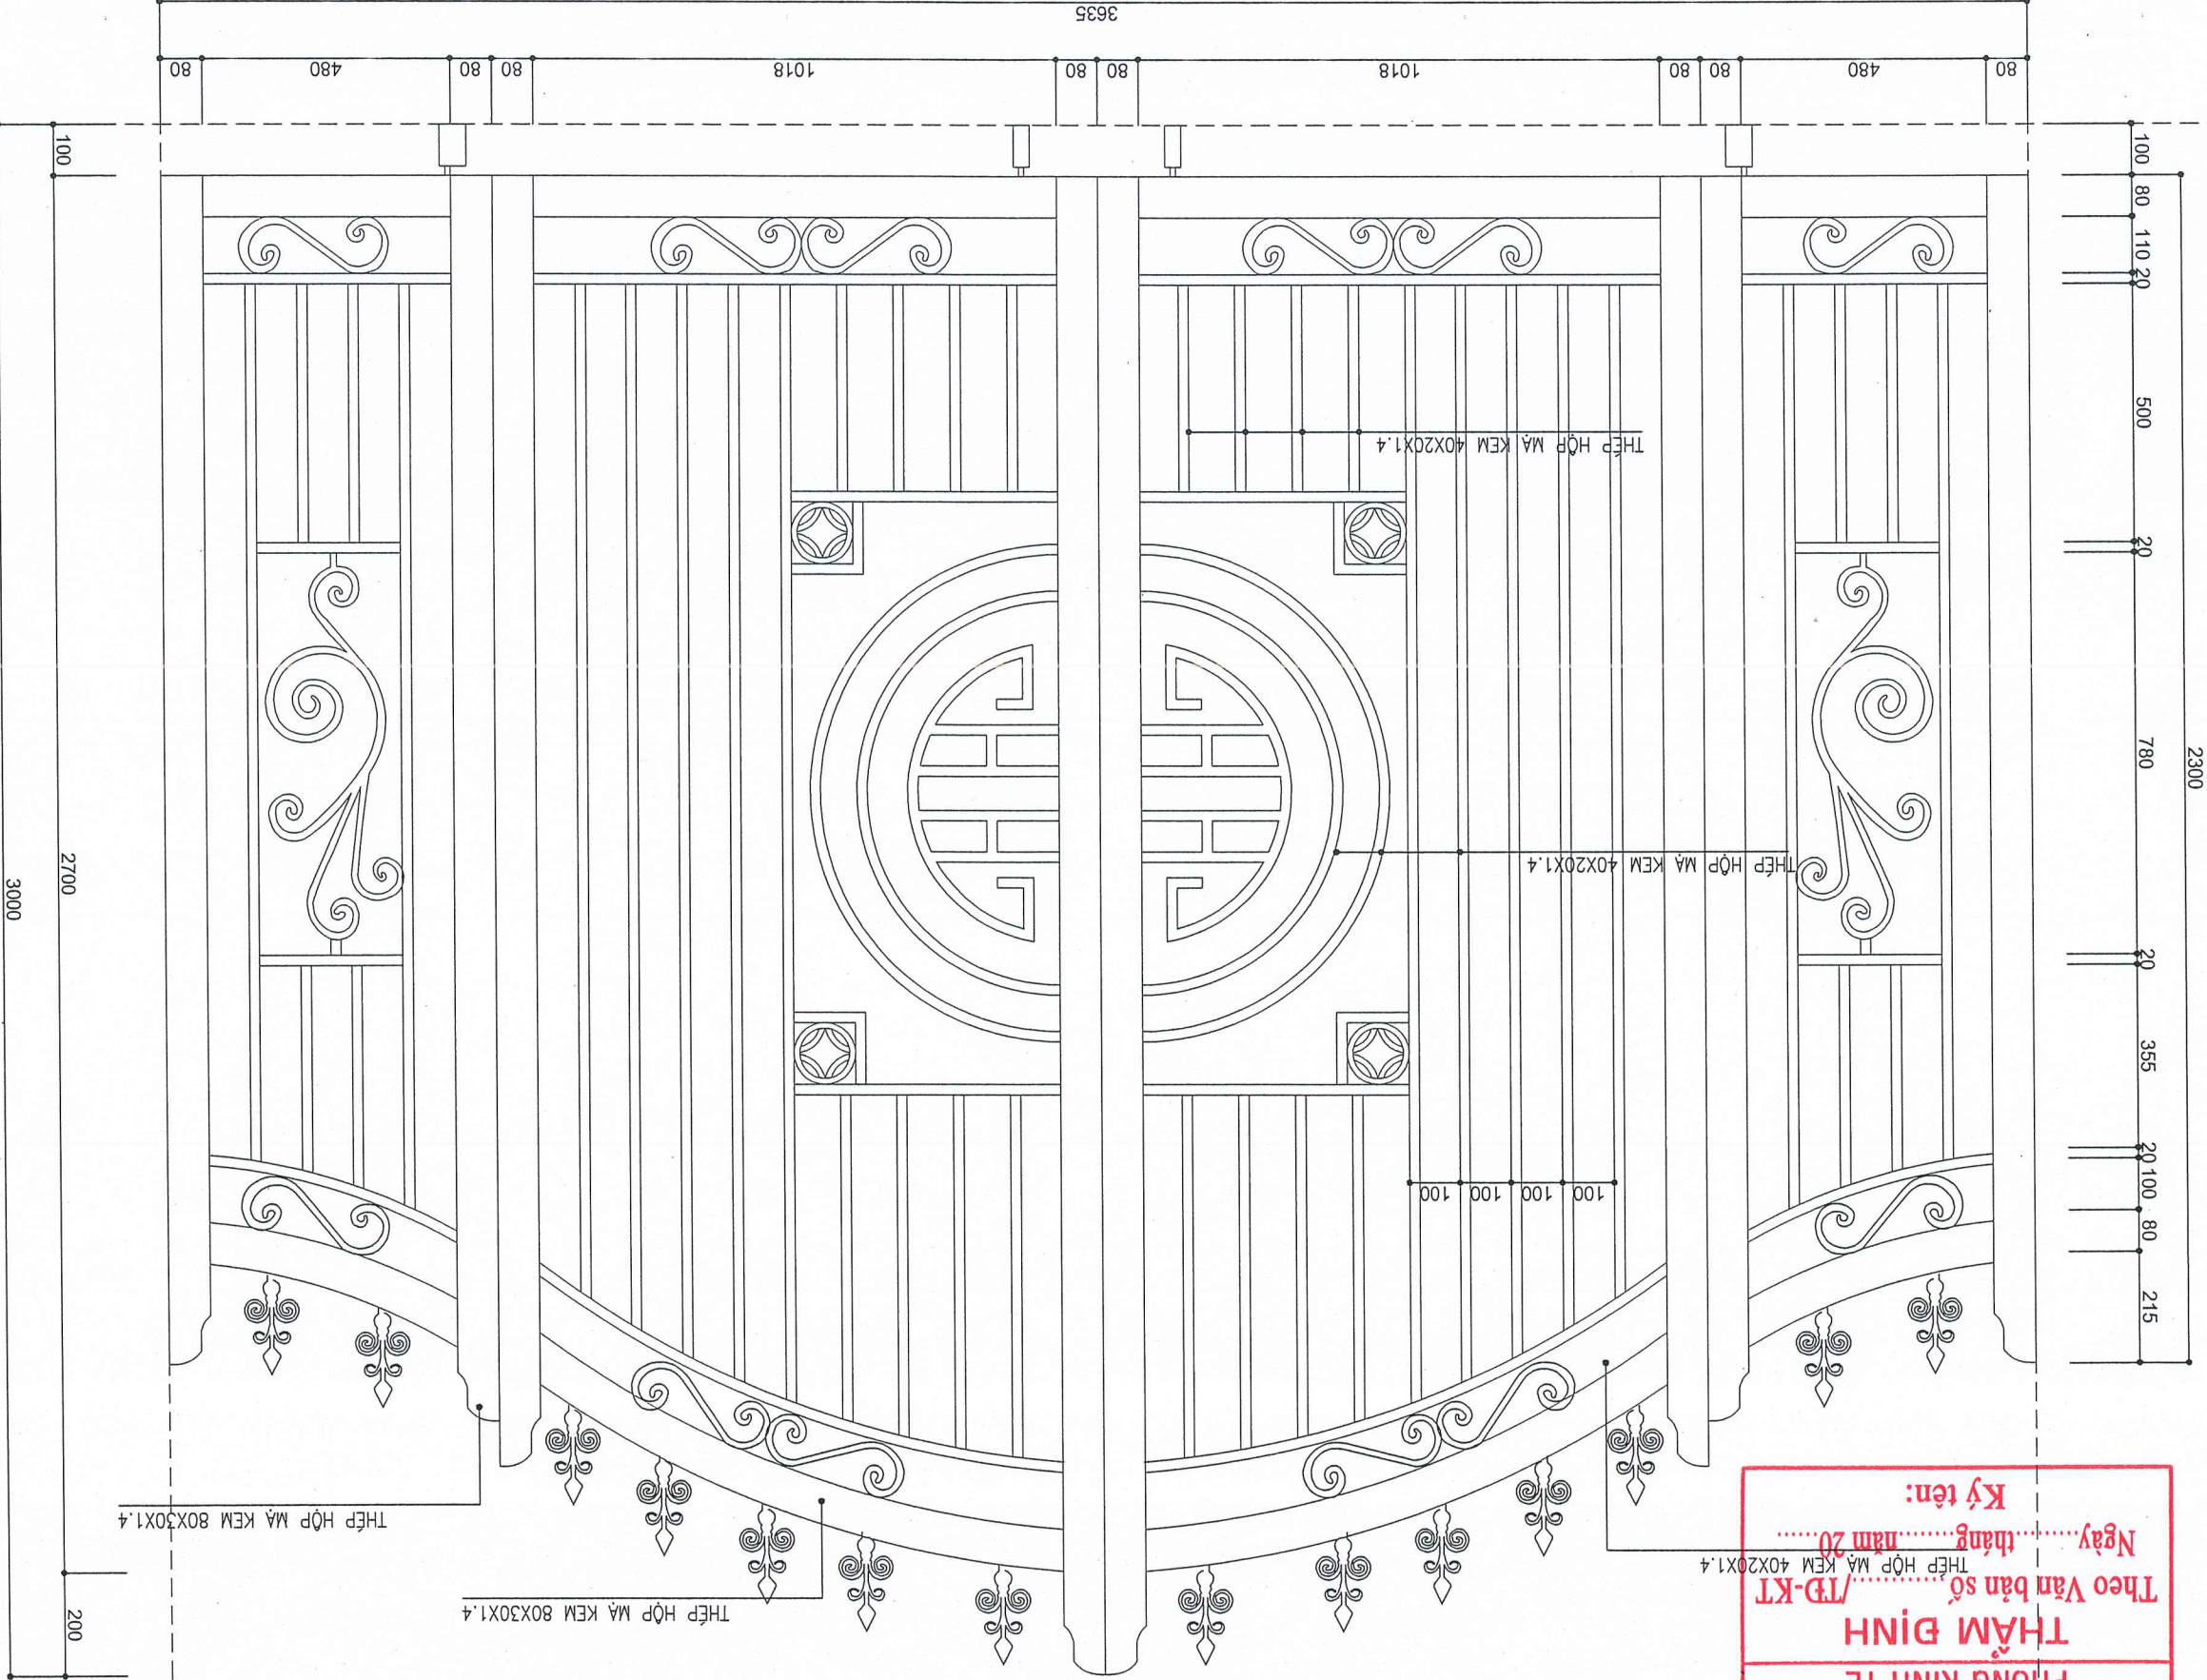 PHÒNG KINH TẾ
THẨM ĐỊNH
Theo Văn bản số............/TĐ-KT
Ngày.........tháng.........năm 20......
Ký tên:
THÉP HỘP MẠ KẼM 40X20X1.4
THÉP HỘP MẠ KẼM 80X30X1.4
THÉP HỘP MẠ KẼM 80X30X1.4
100 100 100 100
THÉP HỘP MẠ KẼM 40X20X1.4
THÉP HỘP MẠ KẼM 40X20X1.4
215
80
100
20
355
20
780
20
500
20
110
80
100
2300
200
2700
100
3000
80 480 80 80 1018 80 80 1018 80 80 480 80
3635